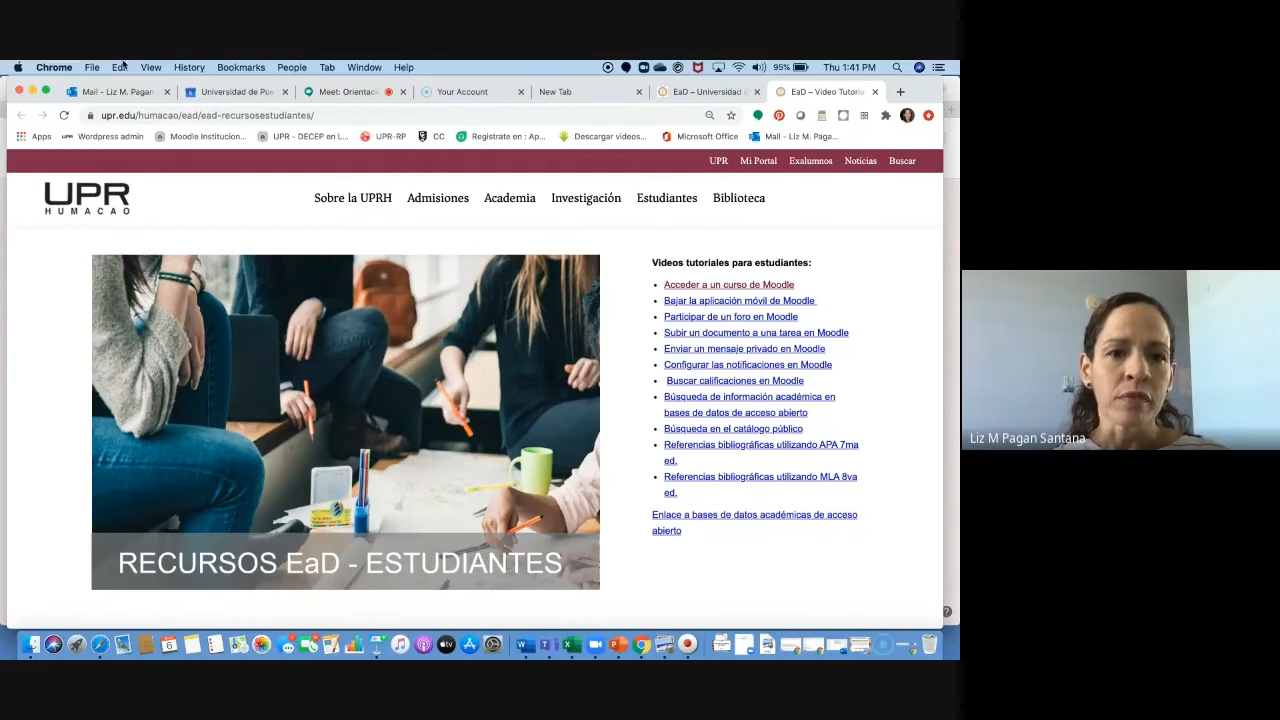 Chrome File Edit View History Bookmarks People Tab Window Help 95% Thu 1:41 PM
Mail - Liz M. Pagan Universidad de Pue Meet: Orientac Your Account New Tab EaD – Universidad d EaD – Video Tutoria
upr.edu/humacao/ead/ead-recursosestudiantes/
Apps Wordpress admin Moodle Institucion... UPR - DECEP en L... UPR-RP CC Registrate en : Ap... Descargar videos... Microsoft Office Mail - Liz M. Paga...
UPR Mi Portal Exalumnos Noticias Buscar
UPR
HUMACAO
Sobre la UPRH Admisiones Academia Investigación Estudiantes Biblioteca
Videos tutoriales para estudiantes:
Acceder a un curso de Moodle
Bajar la aplicación móvil de Moodle
Participar de un foro en Moodle
Subir un documento a una tarea en Moodle
Enviar un mensaje privado en Moodle
Configurar las notificaciones en Moodle
Buscar calificaciones en Moodle
Búsqueda de información académica en
bases de datos de acceso abierto
Búsqueda en el catálogo público
Referencias bibliográficas utilizando APA 7ma
ed.
Referencias bibliográficas utilizando MLA 8va
ed.
Enlace a bases de datos académicas de acceso
abierto
RECURSOS EaD - ESTUDIANTES
Liz M Pagan Santana